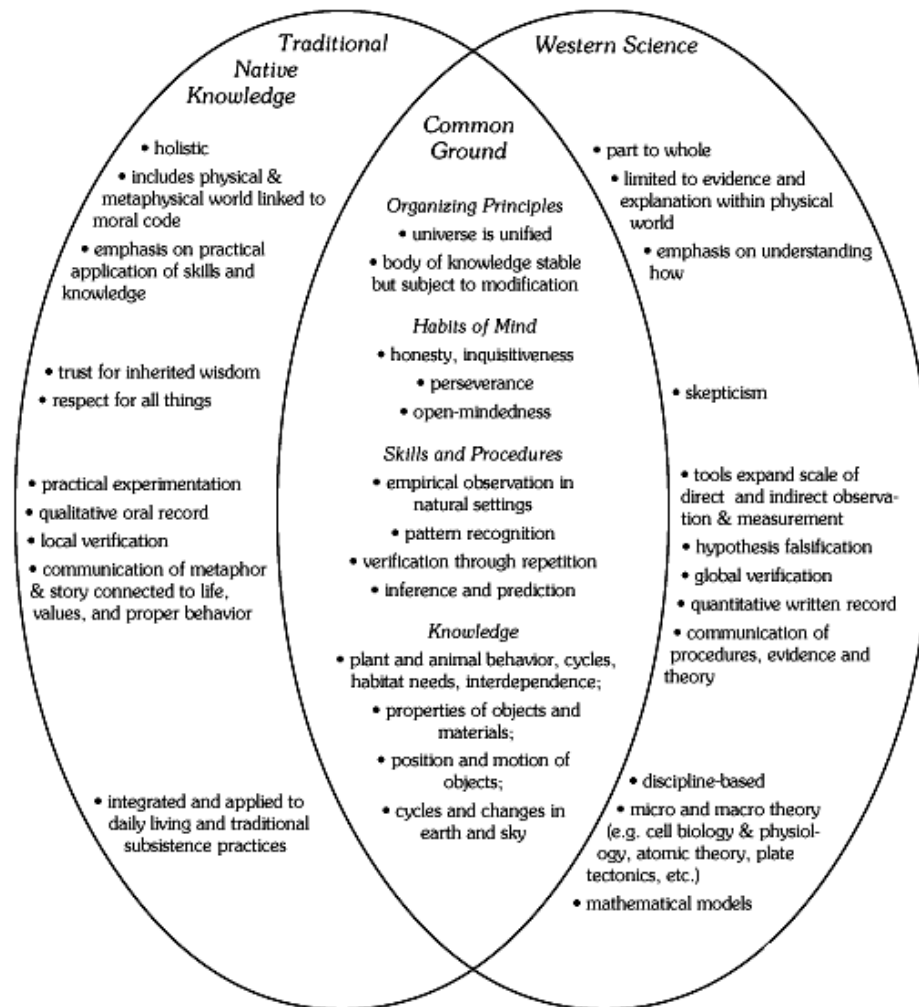 Traditional
Native
Knowledge
• holistic
• includes physical &
metaphysical world linked to
moral code
• emphasis on practical
application of skills and
knowledge
• trust for inherited wisdom
• respect for all things
• practical experimentation
• qualitative oral record
• local verification
• communication of metaphor
& story connected to life,
values, and proper behavior
• integrated and applied to
daily living and traditional
subsistence practices
Common
Ground
Organizing Principles
• universe is unified
• body of knowledge stable
but subject to modification
Habits of Mind
• honesty, inquisitiveness
• perseverance
• open-mindedness
Skills and Procedures
• empirical observation in
natural settings
• pattern recognition
• verification through repetition
• inference and prediction
Knowledge
• plant and animal behavior, cycles,
habitat needs, interdependence;
• properties of objects and
materials;
• position and motion of
objects;
• cycles and changes in
earth and sky
Western Science
• part to whole
• limited to evidence and
explanation within physical
world
• emphasis on understanding
how
• skepticism
• tools expand scale of
direct and indirect observa-
tion & measurement
• hypothesis falsification
• global verification
• quantitative written record
• communication of
procedures, evidence and
theory
• discipline-based
• micro and macro theory
(e.g. cell biology & physiol-
ogy, atomic theory, plate
tectonics, etc.)
• mathematical models